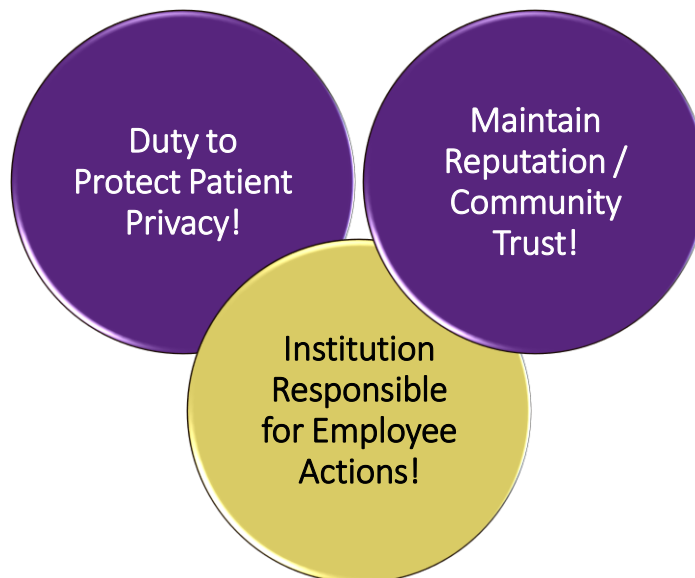 Duty to
Protect Patient
Privacy!
Maintain
Reputation /
Community
Trust!
Institution
Responsible
for Employee
Actions!